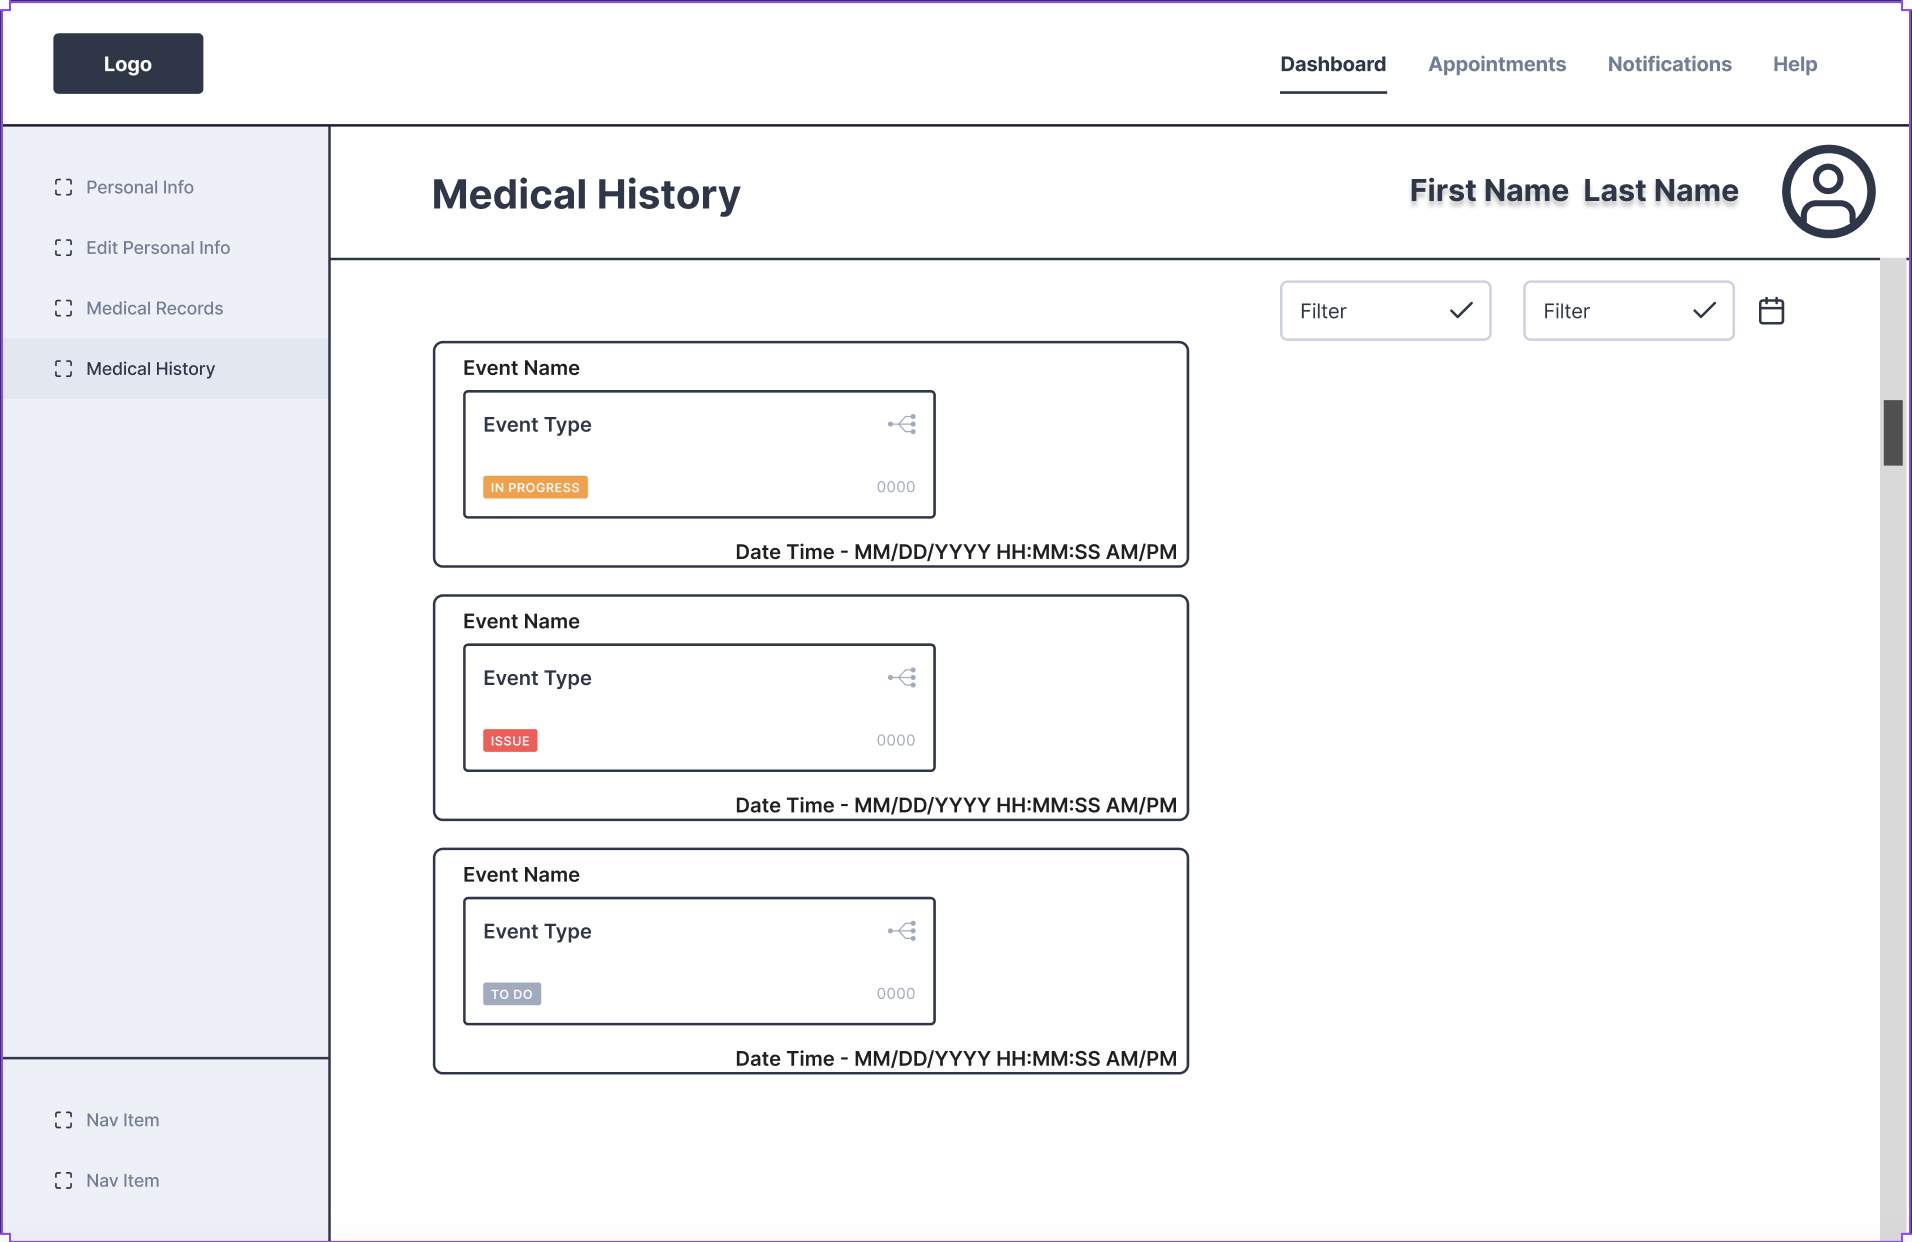 Logo
Dashboard Appointments Notifications Help
Personal Info
Edit Personal Info
Medical Records
Medical History
Medical History
First Name Last Name
Filter Filter
Event Name
Event Type
IN PROGRESS 0000
Date Time - MM/DD/YYYY HH:MM:SS AM/PM
Event Name
Event Type
ISSUE 0000
Date Time - MM/DD/YYYY HH:MM:SS AM/PM
Event Name
Event Type
TO DO 0000
Date Time - MM/DD/YYYY HH:MM:SS AM/PM
Nav Item
Nav Item